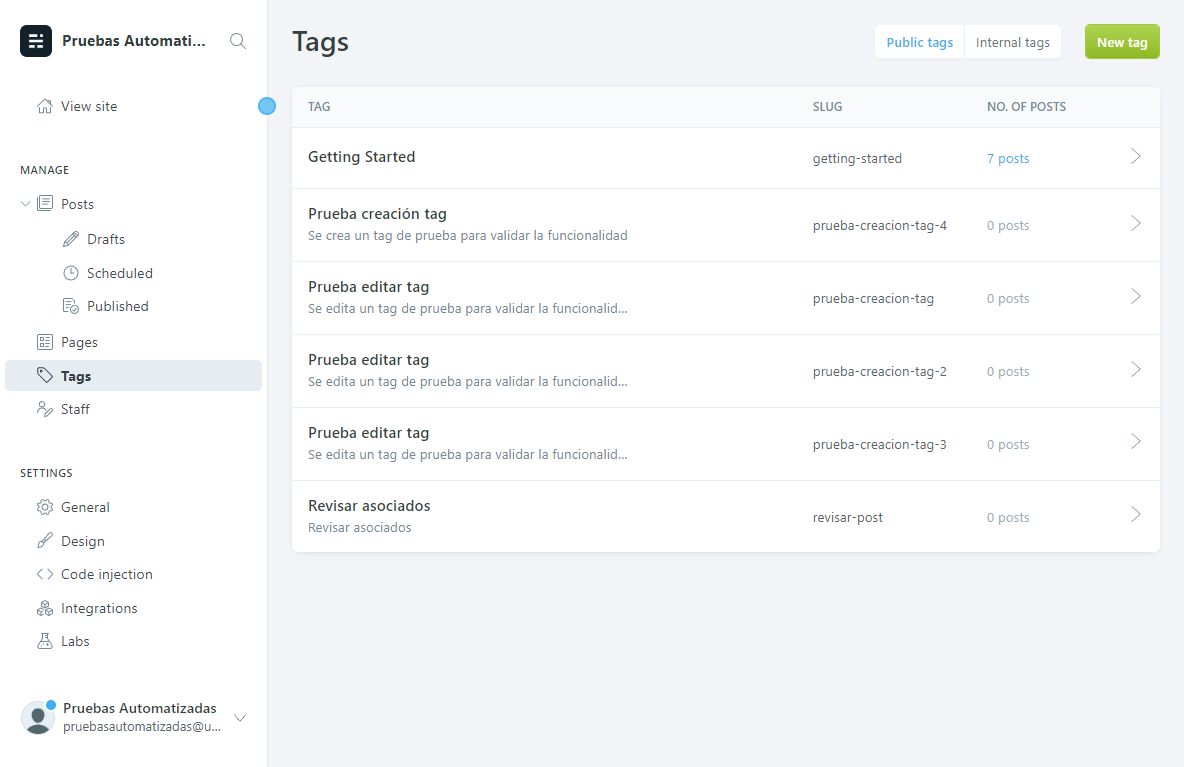 Pruebas Automati...
View site
MANAGE
Posts
Drafts
Scheduled
Published
Pages
Tags
Staff
SETTINGS
General
Design
Code injection
Integrations
Labs
Pruebas Automatizadas
pruebasautomatizadas@u...
Tags
Public tags Internal tags New tag
TAG SLUG NO. OF POSTS
Getting Started getting-started 7 posts
Prueba creación tag
Se crea un tag de prueba para validar la funcionalidad
prueba-creacion-tag-4 0 posts
Prueba editar tag
Se edita un tag de prueba para validar la funcionalid...
prueba-creacion-tag 0 posts
Prueba editar tag
Se edita un tag de prueba para validar la funcionalid...
prueba-creacion-tag-2 0 posts
Prueba editar tag
Se edita un tag de prueba para validar la funcionalid...
prueba-creacion-tag-3 0 posts
Revisar asociados
Revisar asociados
revisar-post 0 posts